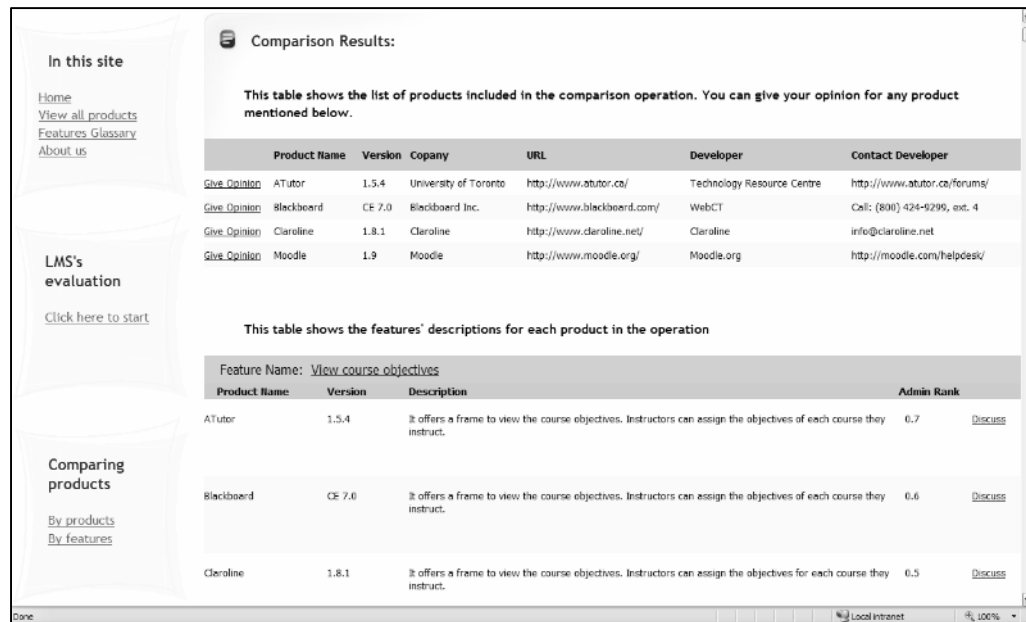 In this site
Home
View all products
Features Glassary
About us
LMS's
evaluation
Click here to start
Comparing
products
By products
By features
Comparison Results:
This table shows the list of products included in the comparison operation. You can give your opinion for any product
mentioned below.
Product Name Version Copany URL Developer Contact Developer
Give Opinion ATutor 1.5.4 University of Toronto http://www.atutor.ca/ Technology Resource Centre http://www.atutor.ca/forums/
Give Opinion Blackboard CE 7.0 Blackboard Inc. http://www.blackboard.com/ WebCT Call: (800) 424-9299, ext. 4
Give Opinion Claroline 1.8.1 Claroline http://www.claroline.net/ Claroline info@claroline.net
Give Opinion Moodle 1.9 Moodle http://www.moodle.org/ Moodle.org http://moodle.com/helpdesk/
This table shows the features' descriptions for each product in the operation
Feature Name: View course objectives
Product Name Version Description Admin Rank
ATutor 1.5.4 It offers a frame to view the course objectives. Instructors can assign the objectives of each course they 0.7 Discuss
instruct.
Blackboard CE 7.0 It offers a frame to view the course objectives. Instructors can assign the objectives of each course they 0.6 Discuss
instruct.
Claroline 1.8.1 It offers a frame to view the course objectives. Instructors can assign the objectives for each course they 0.5 Discuss
instruct.
Done Local intranet 100%